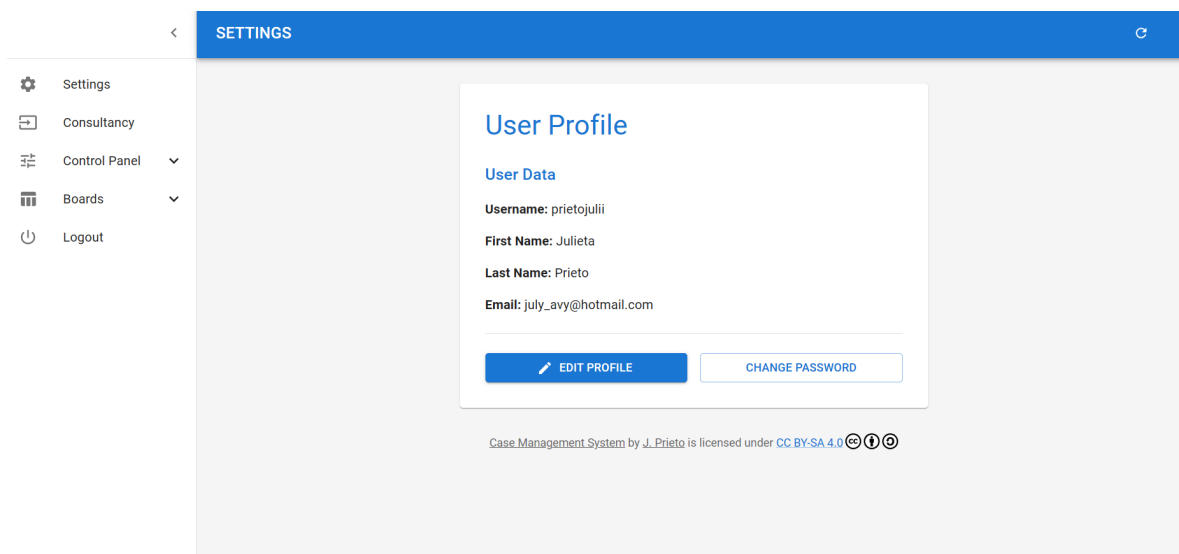 SETTINGS
Settings
Consultancy
Control Panel
Boards
Logout
User Profile
User Data
Username: prietojulii
First Name: Julieta
Last Name: Prieto
Email: july_avy@hotmail.com
EDIT PROFILE
CHANGE PASSWORD
Case Management System by J. Prieto is licensed under CC BY-SA 4.0